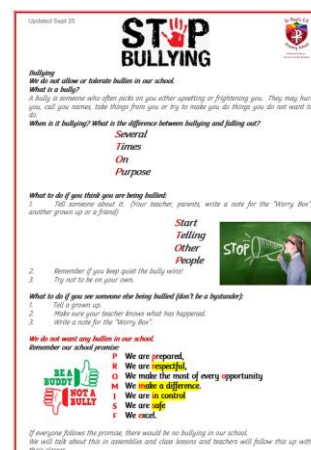 Updated Sept 25
STOP
BULLYING
Bullying
We do not allow or tolerate bullies in our school.
What is a bully?
A bully is someone who often picks on you either upsetting or frightening you. They may hurt
you, call you names, take things from you or try to make you do things you do not want to
do.
When is it bullying? What is the difference between bullying and falling out?
Several
Times
On
Purpose
What to do if you think you are being bullied:
1. Tell someone about it. (Your teacher, parents, write a note for the "Worry Box",
another grown up or a friend)
Start
Telling
Other
People
STOP
2. Remember if you keep quiet the bully wins!
3. Try not to be on your own.
What to do if you see someone else being bullied (don't be a bystander):
1. Tell a grown up.
2. Make sure your teacher knows what has happened.
3. Write a note for the "Worry Box".
We do not want any bullies in our school.
Remember our school promise:
BE A
BUDDY
NOT A
BULLY
P We are prepared,
R We are respectful,
O We make the most of every opportunity
M We make a difference.
I We are in control
S We are safe
E We excel.
If everyone follows the promise, there would be no bullying in our school.
We will talk about this in assemblies and class lessons and teachers will follow this up with
their classes.